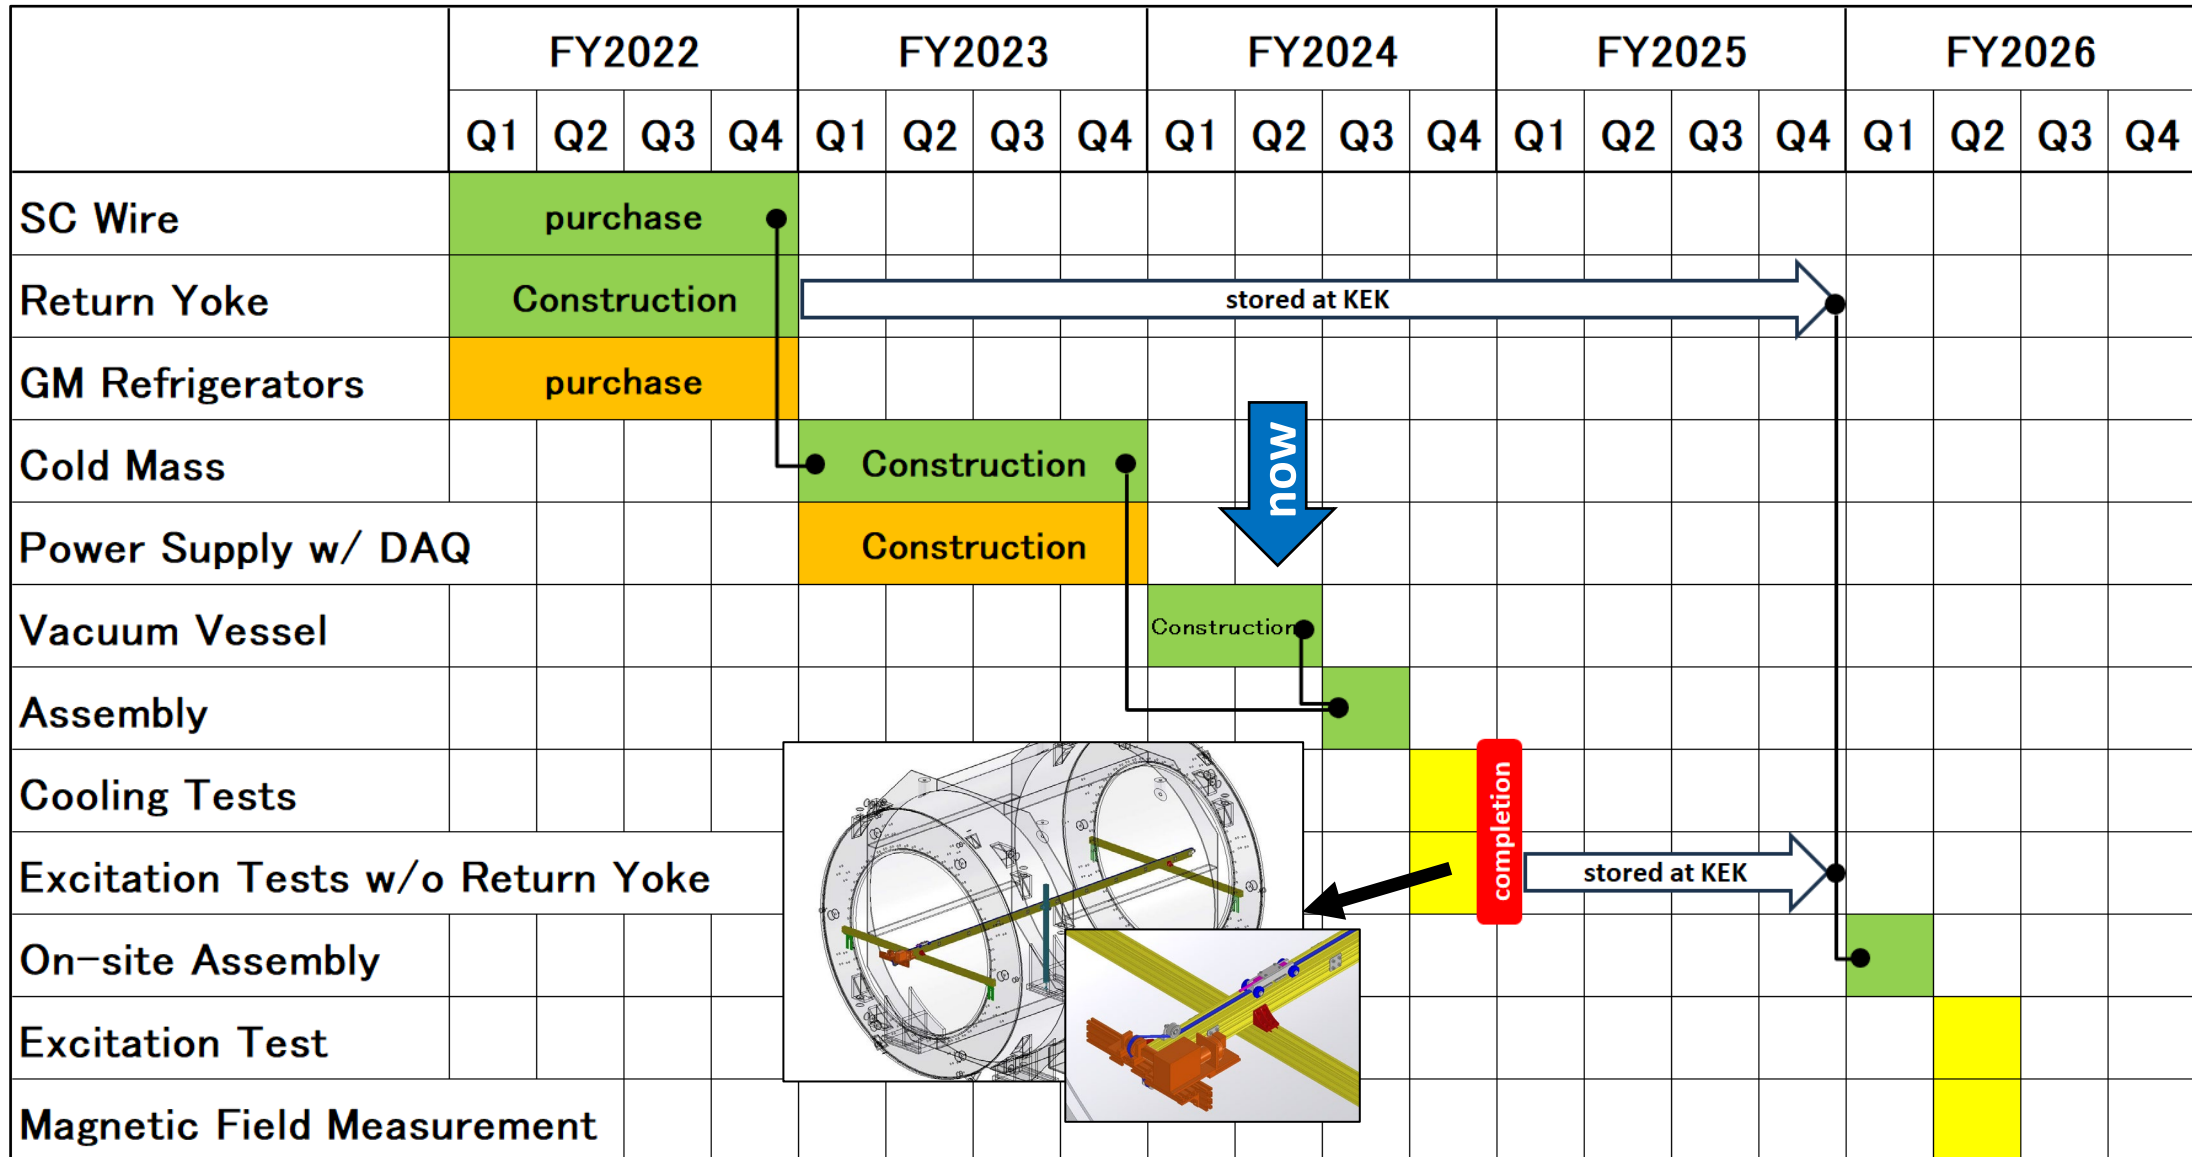 FY2022 FY2023 FY2024 FY2025 FY2026
Q1 Q2 Q3 Q4 Q1 Q2 Q3 Q4 Q1 Q2 Q3 Q4 Q1 Q2 Q3 Q4 Q1 Q2 Q3 Q4
SC Wire purchase
Return Yoke Construction stored at KEK
GM Refrigerators purchase
Cold Mass Construction now
Power Supply w/ DAQ Construction
Vacuum Vessel Construction
Assembly
Cooling Tests completion
Excitation Tests w/o Return Yoke stored at KEK
On-site Assembly
Excitation Test
Magnetic Field Measurement